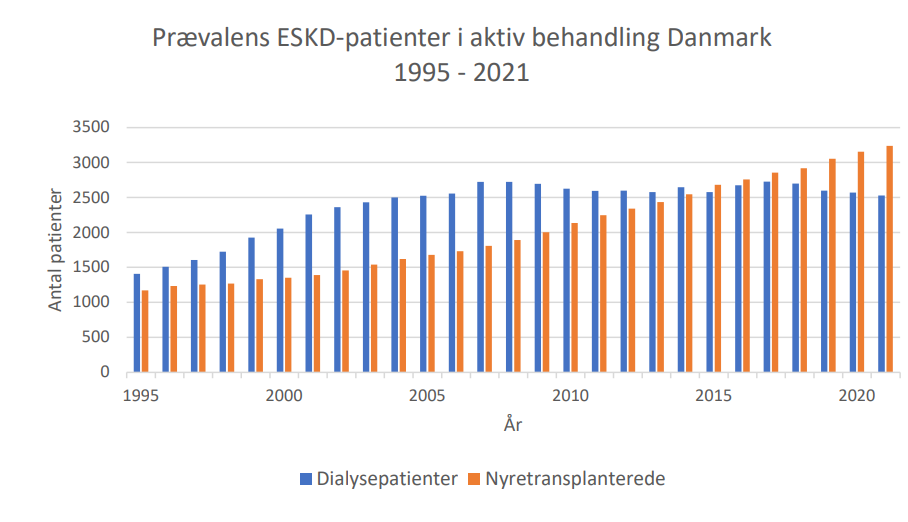 Prævalens ESKD-patienter i aktiv behandling Danmark
1995 - 2021
3500
3000
2500
2000
1500
1000
500
0
Antal patienter
1995
2000
2005
2010
2015
2020
År
Dialysepatienter
Nyretransplanterede